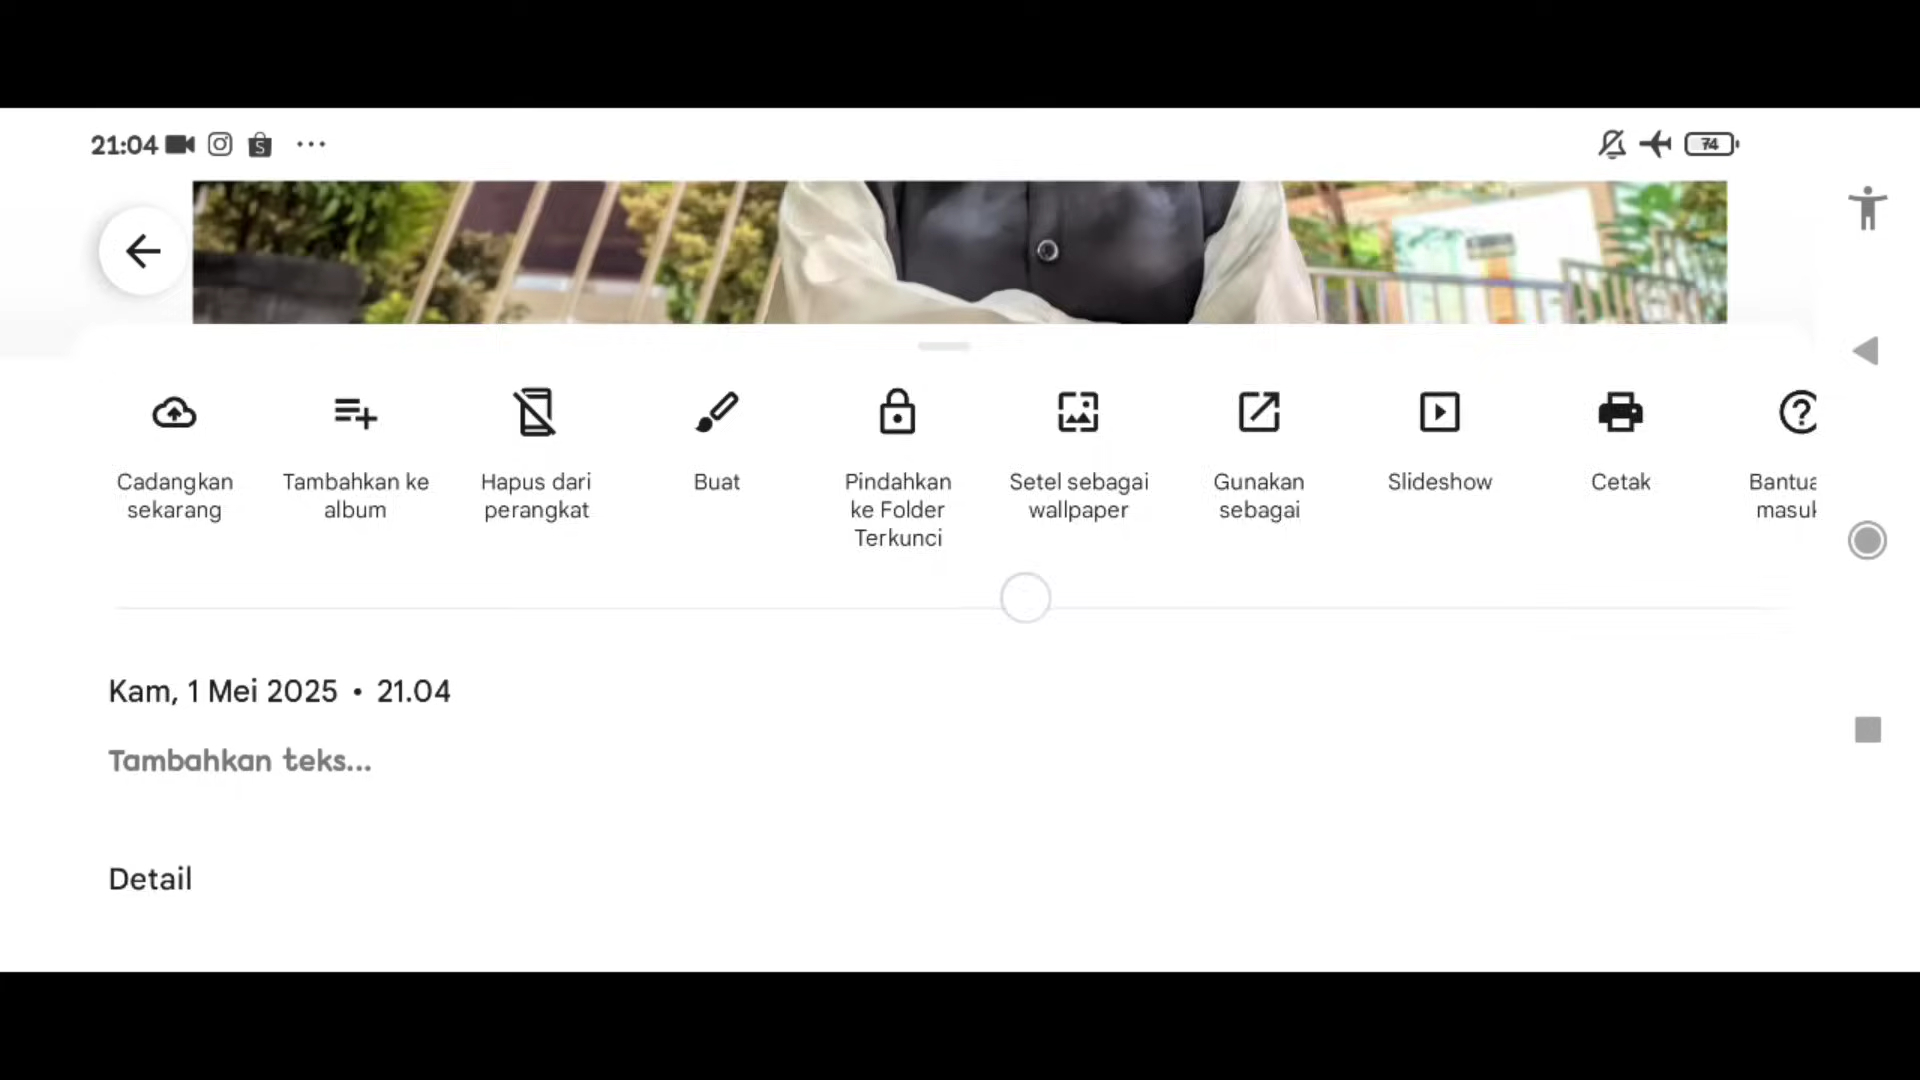 21:04
74
Cadangkan sekarang
Tambahkan ke album
Hapus dari perangkat
Buat
Pindahkan ke Folder Terkunci
Setel sebagai wallpaper
Gunakan sebagai
Slideshow
Cetak
Kam, 1 Mei 2025 • 21.04
Tambahkan teks...
Detail